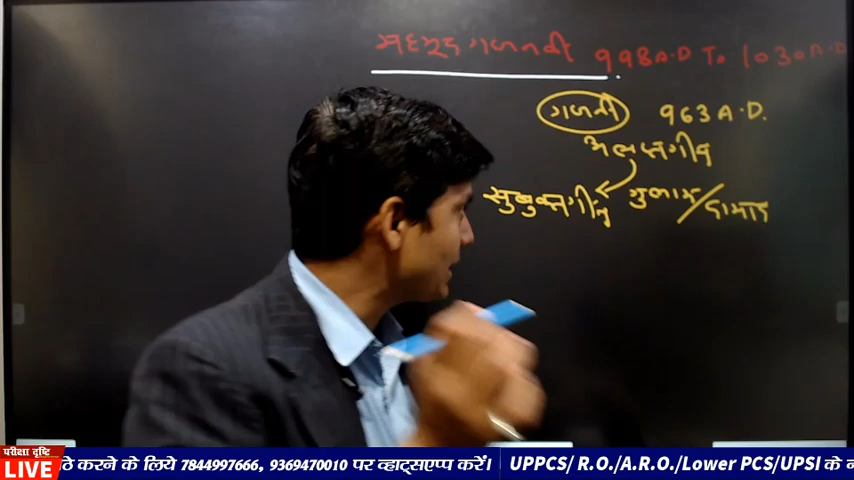 महमूद गजनवी 998 A.D To 1030 A.D
गजनी 963 A.D.
अलप्तगीन
सुबुक्तगीन गुलाम/दामाद
परीक्षा दृष्टि
LIVE
ठि करने के लिये 7844997666, 9369470010 पर व्हाट्सएप्प करें। UPPCS/ R.O./A.R.O./Lower PCS/UPSI के